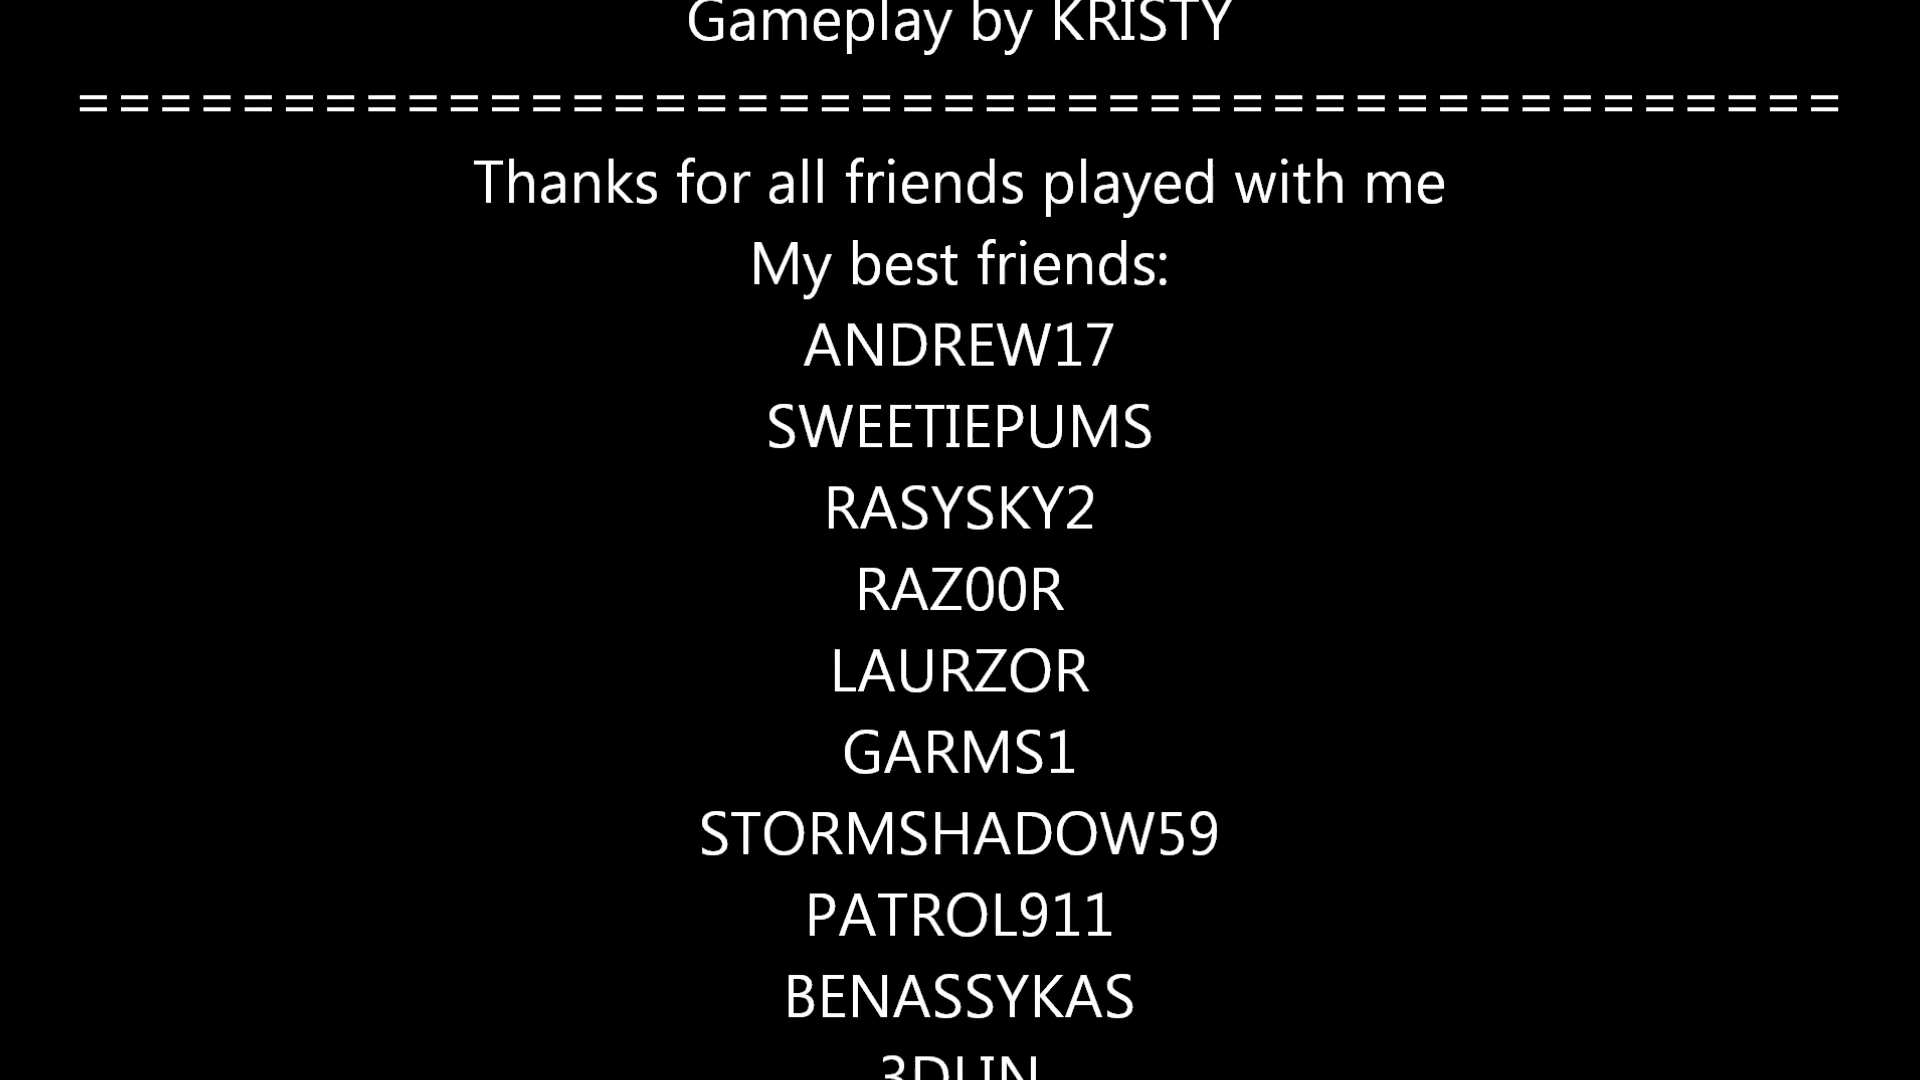 Gameplay by KRISTY
===========================================
Thanks for all friends played with me
My best friends:
ANDREW17
SWEETIEPUMS
RASYSKY2
RAZ00R
LAURZOR
GARMS1
STORMSHADOW59
PATROL911
BENASSYKAS